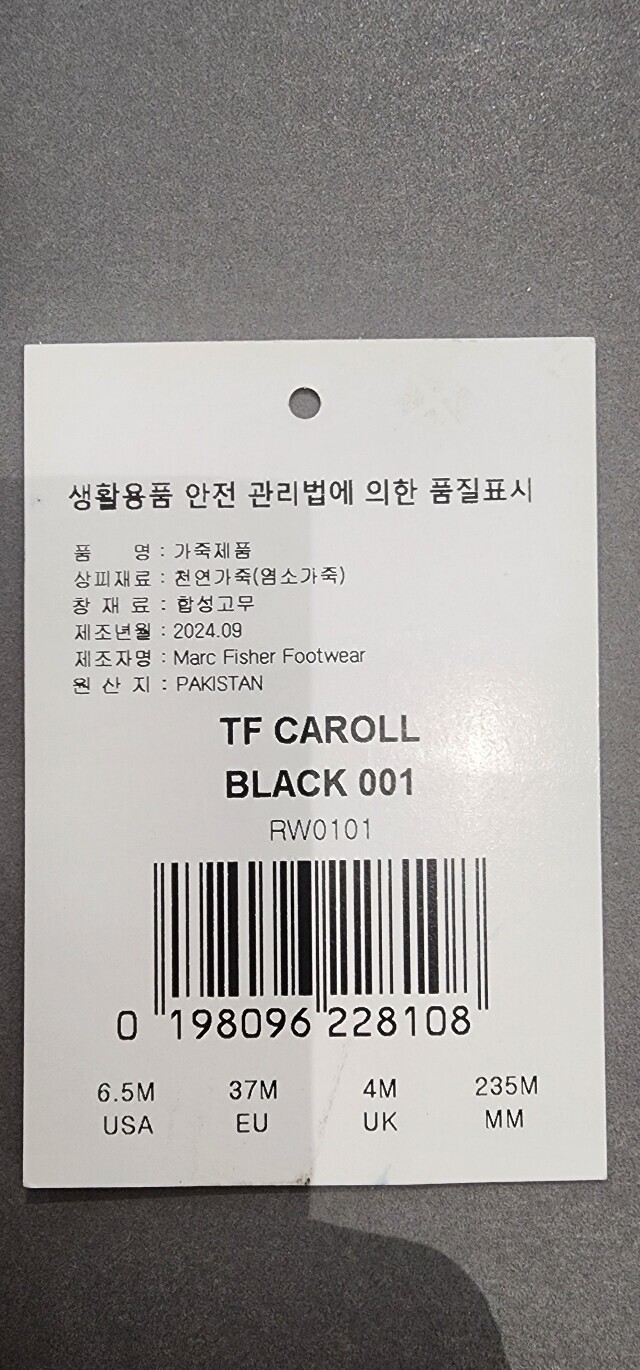 생활용품 안전 관리법에 의한 품질표시
품 명 : 가죽제품
상피재료 : 천연가죽(염소가죽)
창 재 료 : 합성고무
제조년월 : 2024.09
제조자명 : Marc Fisher Footwear
원 산 지 : PAKISTAN
TF CAROLL
BLACK 001
RW0101
0 198096 228108
6.5M 37M 4M 235M
USA EU UK MM